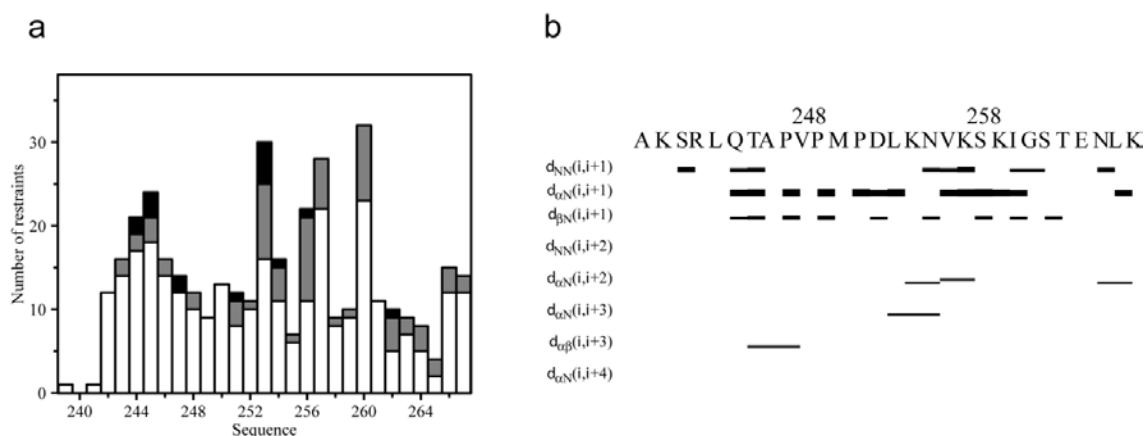 a
Number of restraints
30
20
10
0
240 244 248 252 256 260 264
Sequence
b
248 258
A K S R L Q T A P V P M P D L K N V K S K I G S T E N L K
dNN(i,i+1)
dαN(i,i+1)
dβN(i,i+1)
dNN(i,i+2)
dαN(i,i+2)
dαN(i,i+3)
dαβ(i,i+3)
dαN(i,i+4)